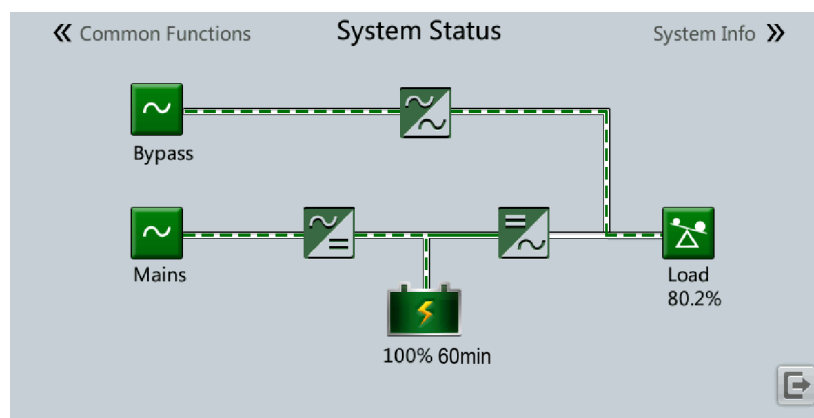 « Common Functions
System Status
System Info »
Bypass
Mains
Load
80.2%
100% 60min